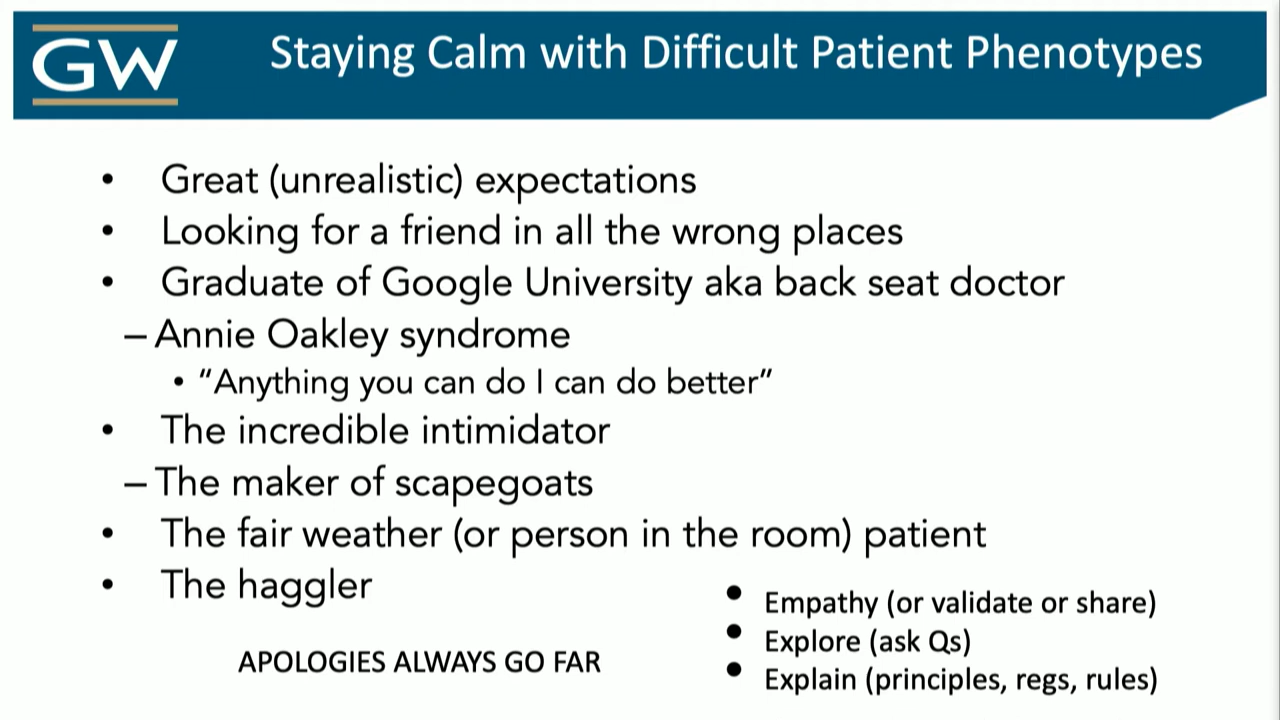 GW
Staying Calm with Difficult Patient Phenotypes
• Great (unrealistic) expectations
• Looking for a friend in all the wrong places
• Graduate of Google University aka back seat doctor
– Annie Oakley syndrome
• “Anything you can do I can do better”
• The incredible intimidator
– The maker of scapegoats
• The fair weather (or person in the room) patient
• The haggler
• Empathy (or validate or share)
• Explore (ask Qs)
• Explain (principles, regs, rules)
APOLOGIES ALWAYS GO FAR